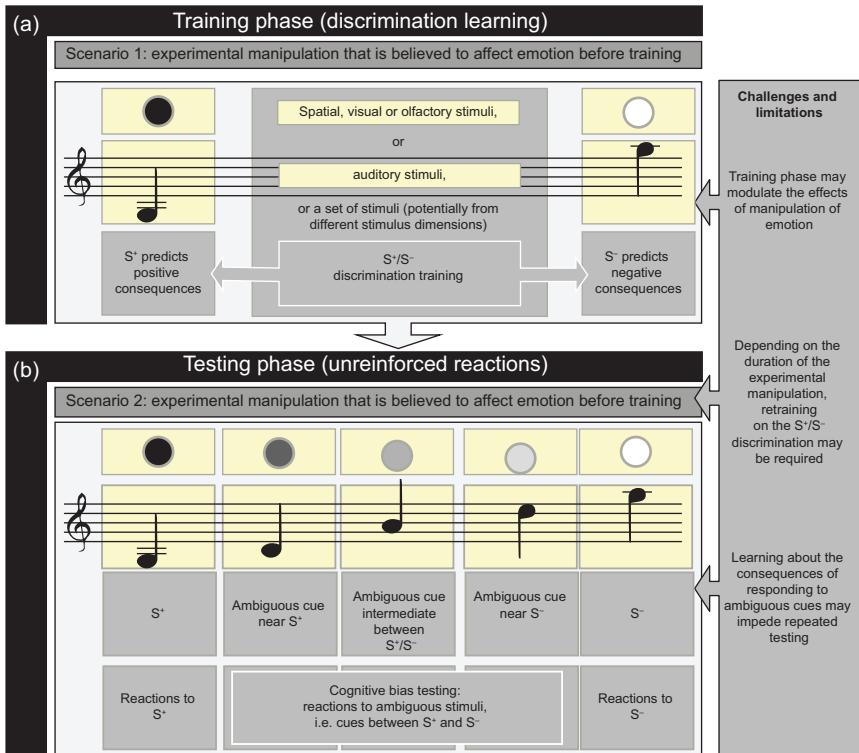 (a)
Training phase (discrimination learning)
Scenario 1: experimental manipulation that is believed to affect emotion before training
Spatial, visual or olfactory stimuli,
or
auditory stimuli,
or a set of stimuli (potentially from
different stimulus dimensions)
S⁺ predicts
positive
consequences
S⁺/S⁻
discrimination training
S⁻ predicts
negative
consequences
(b)
Testing phase (unreinforced reactions)
Scenario 2: experimental manipulation that is believed to affect emotion before training
S⁺
Ambiguous cue
near S⁺
Ambiguous cue
intermediate
between
S⁺/S⁻
Ambiguous cue
near S⁻
S⁻
Reactions to
S⁺
Cognitive bias testing:
reactions to ambiguous stimuli,
i.e. cues between S⁺ and S⁻
Reactions to
S⁻
Challenges and
limitations
Training phase may
modulate the effects
of manipulation of
emotion
Depending on the
duration of the
experimental
manipulation,
retraining
on the S⁺/S⁻
discrimination may
be required
Learning about the
consequences of
responding to
ambiguous cues may
impede repeated
testing